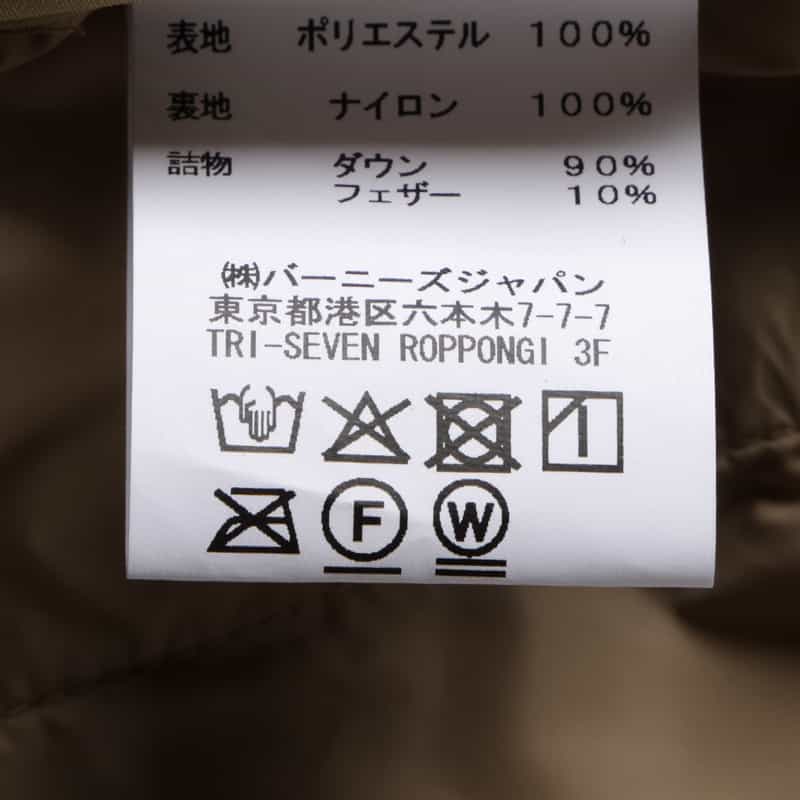 表地 ポリエステル 100%
裏地 ナイロン 100%
詰物 ダウン 90%
フェザー 10%
㈱バーニーズジャパン
東京都港区六本木7-7-7
TRI-SEVEN ROPPONGI 3F
F W